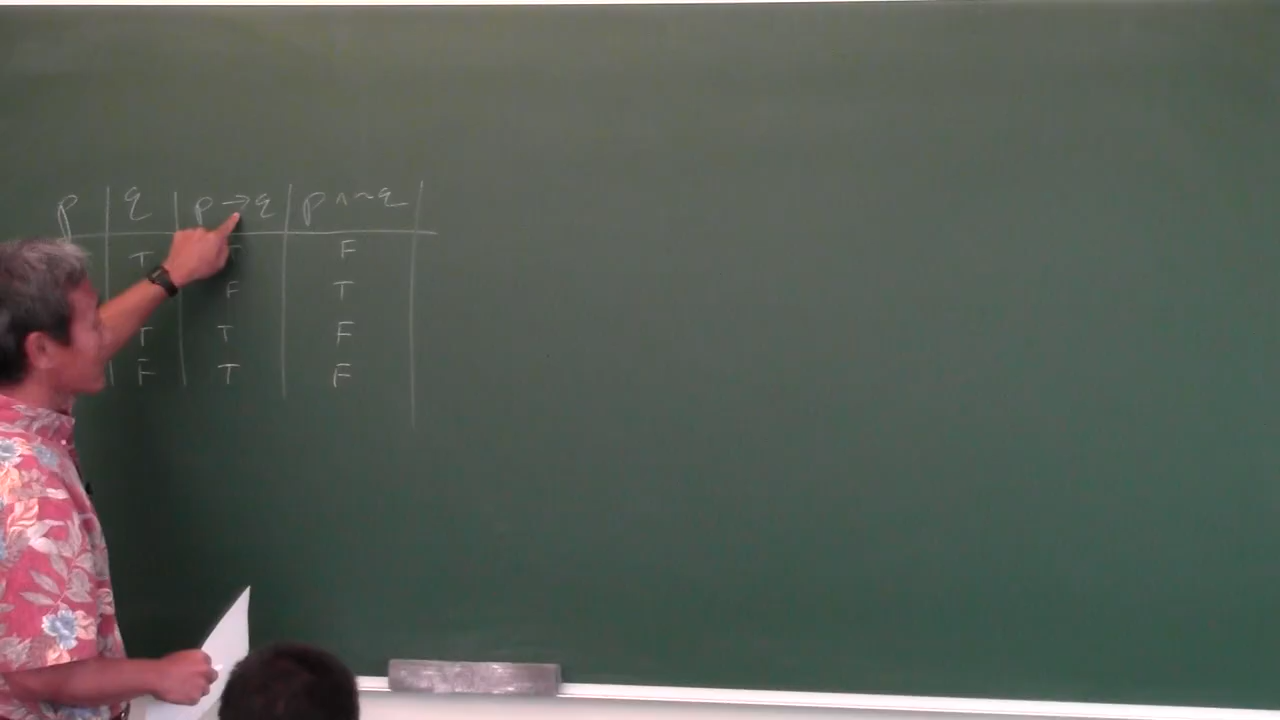 p q p → q p ∧ ~q
T F
F T
T T F
F T F